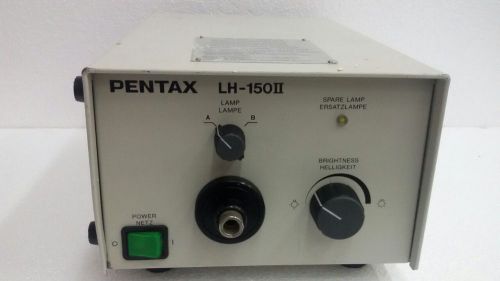 PENTAX LH-150II
LAMP
LAMPE
A B
SPARE LAMP
ERSATZLAMPE
BRIGHTNESS
HELLIGKEIT
POWER
NETZ
O I